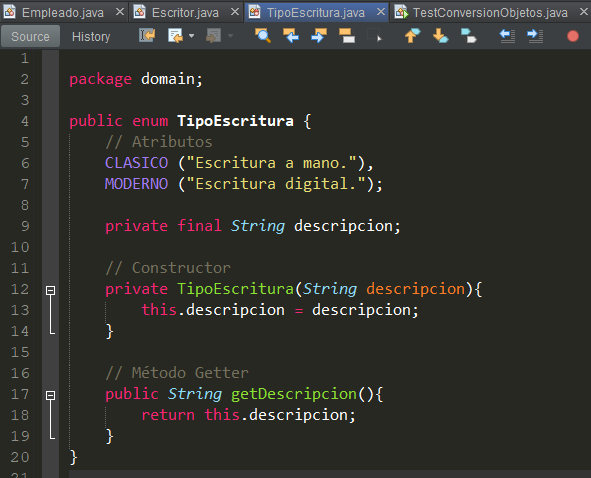 Empleado.java × Escritor.java × TipoEscritura.java × TestConversionObjetos.java ×
Source History
1
2 package domain;
3
4 public enum TipoEscritura {
5 // Atributos
6 CLASICO ("Escritura a mano."),
7 MODERNO ("Escritura digital.");
8
9 private final String descripcion;
10
11 // Constructor
12 private TipoEscritura(String descripcion){
13 this.descripcion = descripcion;
14 }
15
16 // Método Getter
17 public String getDescripcion(){
18 return this.descripcion;
19 }
20 }
21